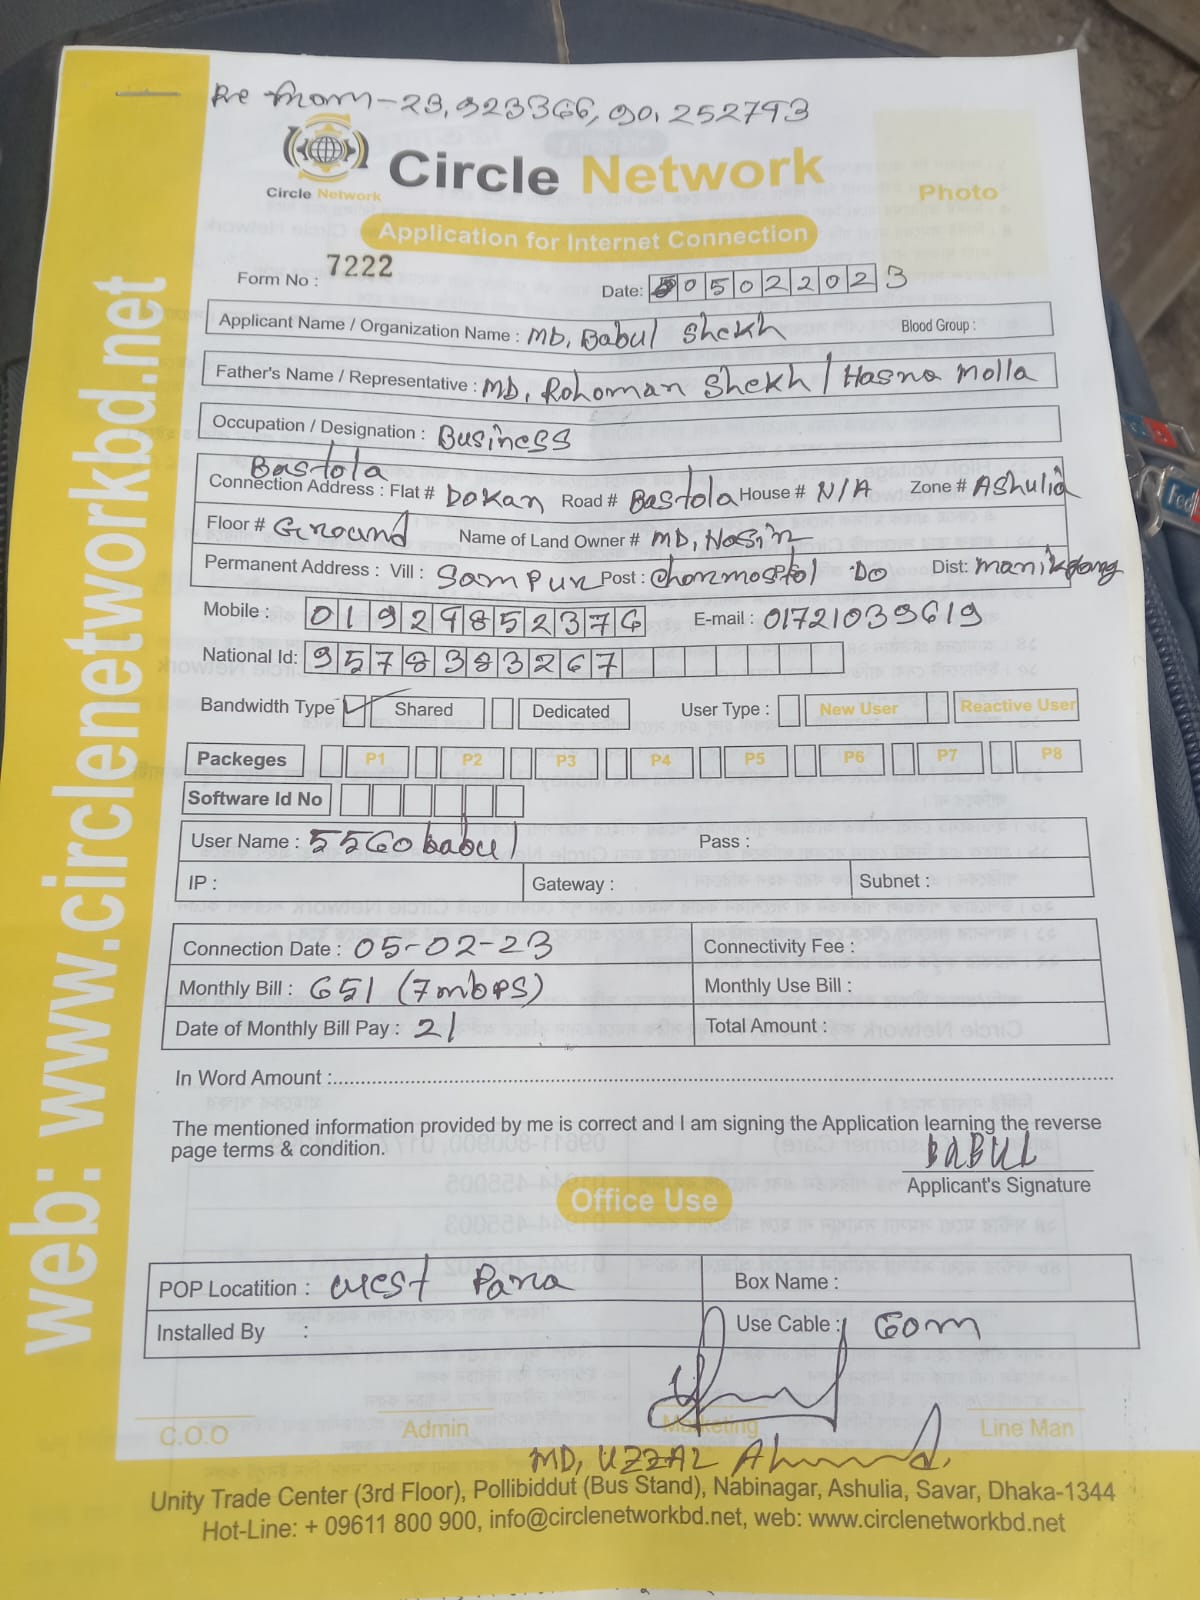 23.923366, 90.252793
Circle Network
Circle Network
Photo
Application for Internet Connection
Form No : 7222
Date: 05022023
Applicant Name / Organization Name : MD. Babul Shekh Blood Group :
Father's Name / Representative : MD. Rohoman Shekh / Hasna Molla
Occupation / Designation : Business
Bastola
Connection Address : Flat # Dokan Road # Bastola House # N/A Zone # Ashulia
Floor # Ground Name of Land Owner # MD, Hasin
Permanent Address : Vill : Sampur Post : DO Dist: manikgong
Mobile : 01929852376 E-mail : 01721039619
National Id: 9578383267
Bandwidth Type Shared Dedicated User Type : New User Reactive User
Packeges P1 P2 P3 P4 P5 P6 P7 P8
Software Id No
User Name : 5560babul Pass :
IP : Gateway : Subnet :
Connection Date : 05-02-23 Connectivity Fee :
Monthly Bill : 651 (7mbps) Monthly Use Bill :
Date of Monthly Bill Pay : 21 Total Amount :
In Word Amount :
The mentioned information provided by me is correct and I am signing the Application learning the reverse
page terms & condition.
BABUL
Applicant's Signature
Office Use
POP Locatition : west Para Box Name :
Installed By : Use Cable : 60m
C.O.O Admin Marketing Line Man
MD, UZZAL Ahmed.
Unity Trade Center (3rd Floor), Pollibiddut (Bus Stand), Nabinagar, Ashulia, Savar, Dhaka-1344
Hot-Line: + 09611 800 900, info@circlenetworkbd.net, web: www.circlenetworkbd.net
web: www.circlenetworkbd.net